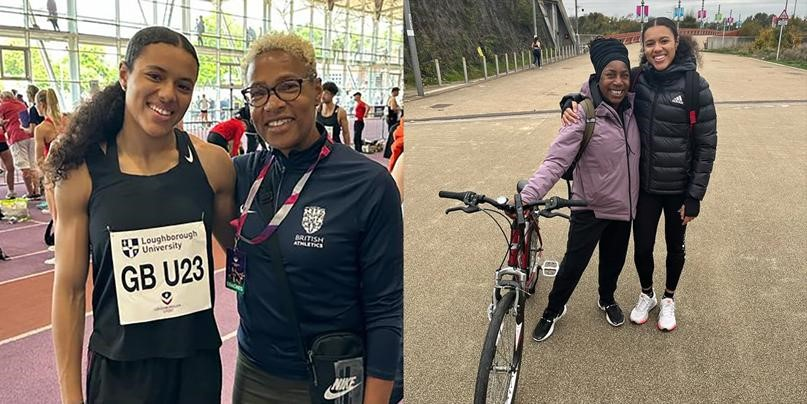 Loughborough
University
GB U23
BRITISH
ATHLETICS
NIKE
adidas